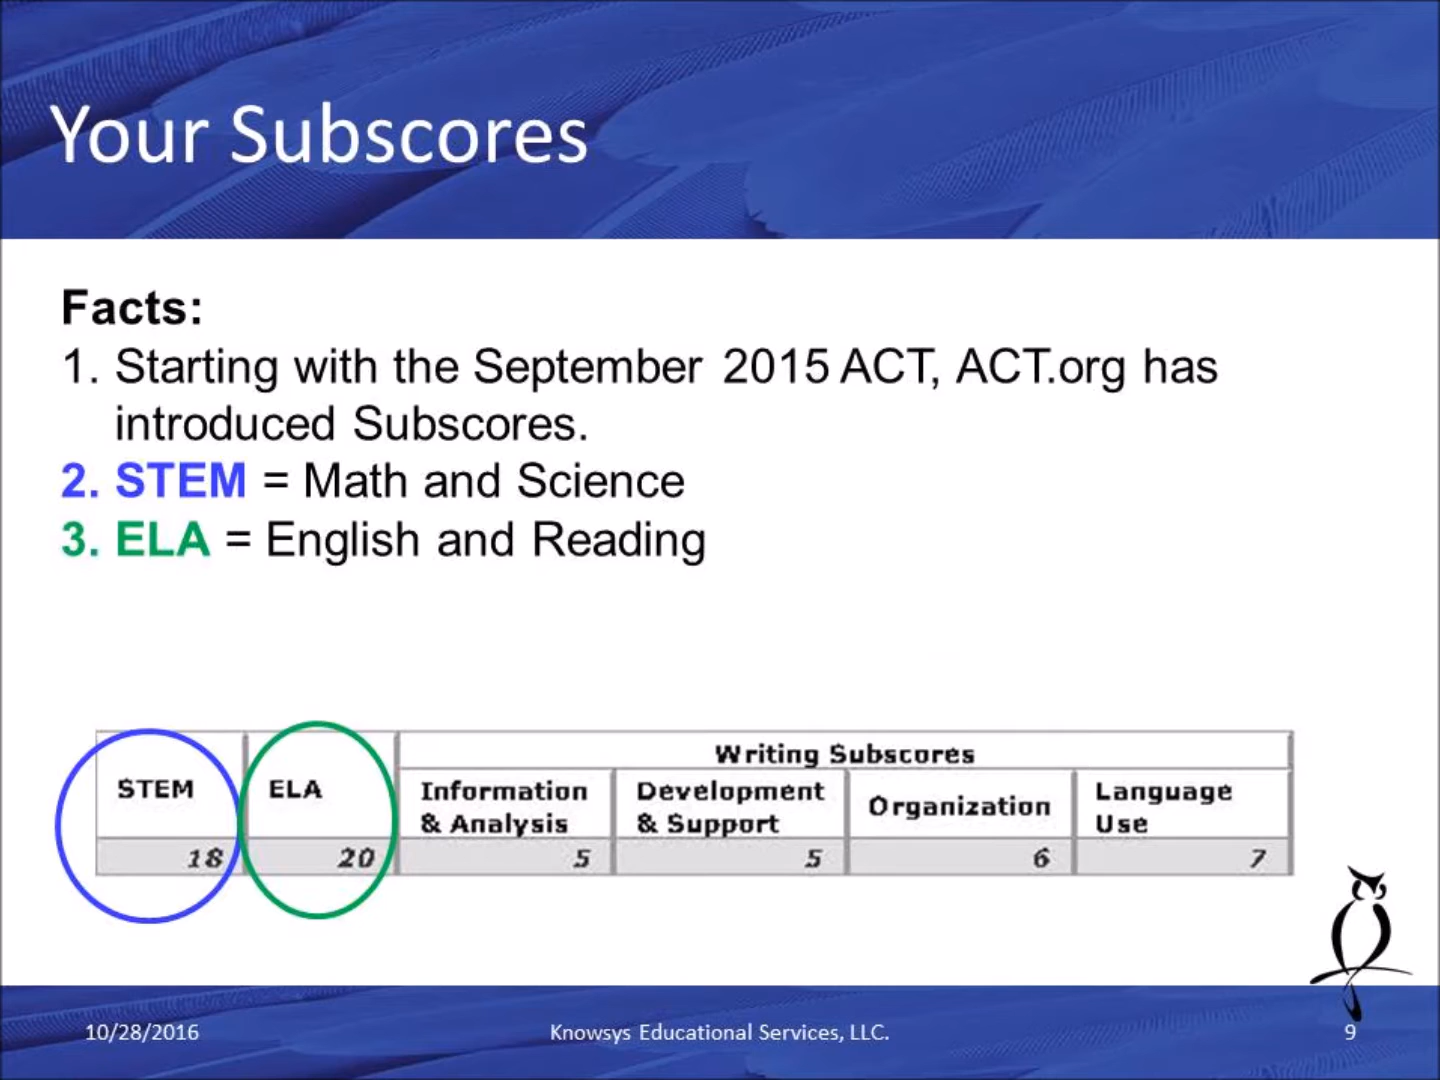 Your Subscores
Facts:
1. Starting with the September 2015 ACT, ACT.org has
introduced Subscores.
2. STEM = Math and Science
3. ELA = English and Reading
Writing Subscores
STEM ELA Information & Analysis Development & Support Organization Language Use
18 20 5 5 6 7
10/28/2016 Knowsys Educational Services, LLC. 9